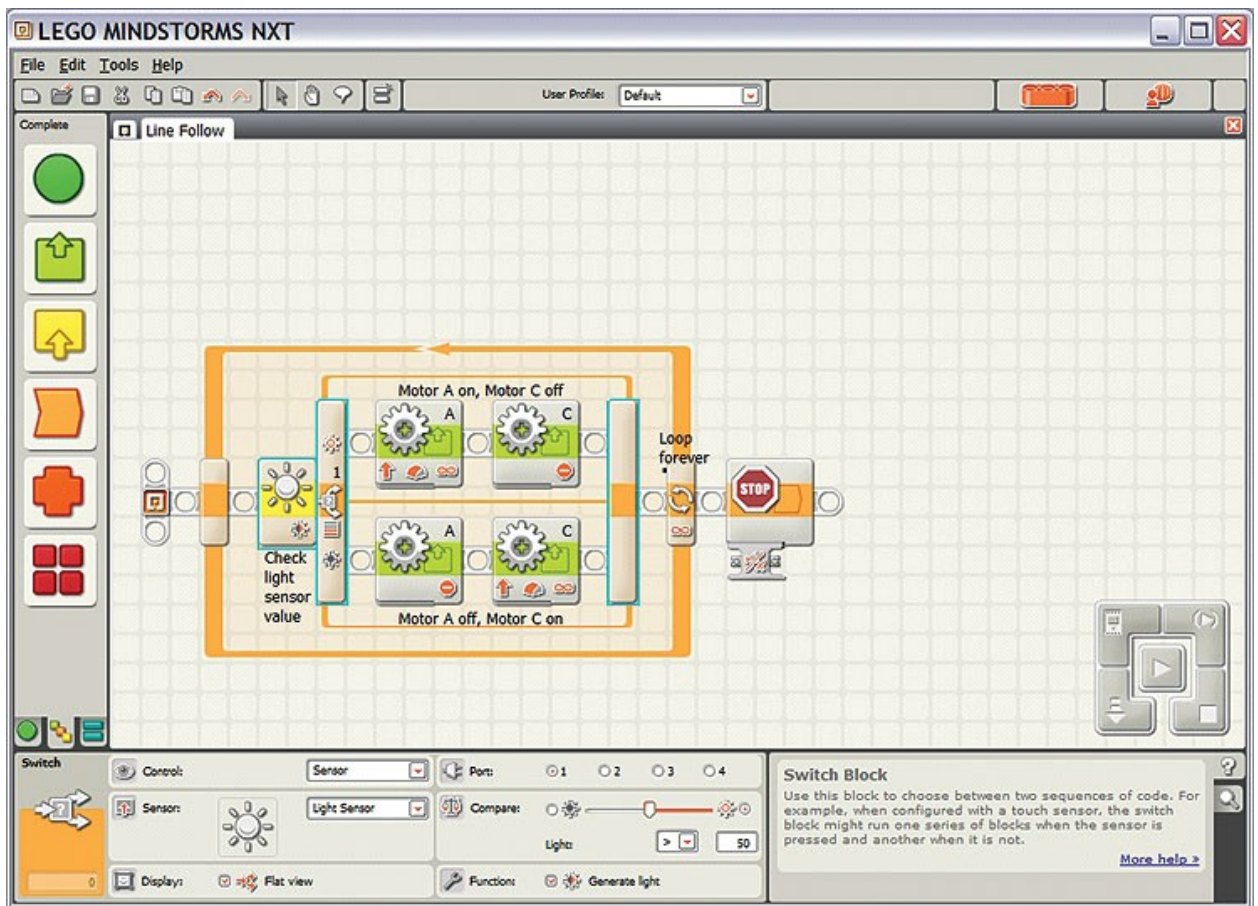 LEGO MINDSTORMS NXT
File Edit Tools Help
User Profile: Default
Complete
Line Follow
Motor A on, Motor C off
A
C
1
Loop
forever
STOP
A
C
Check
light
sensor
value
Motor A off, Motor C on
Switch
0
Control: Sensor
Sensor: Light Sensor
Display: Flat view
Port: 1 2 3 4
Compare:
Light: > 50
Function: Generate light
Switch Block
Use this block to choose between two sequences of code. For
example, when configured with a touch sensor, the switch
block might run one series of blocks when the sensor is
pressed and another when it is not.
More help »
?